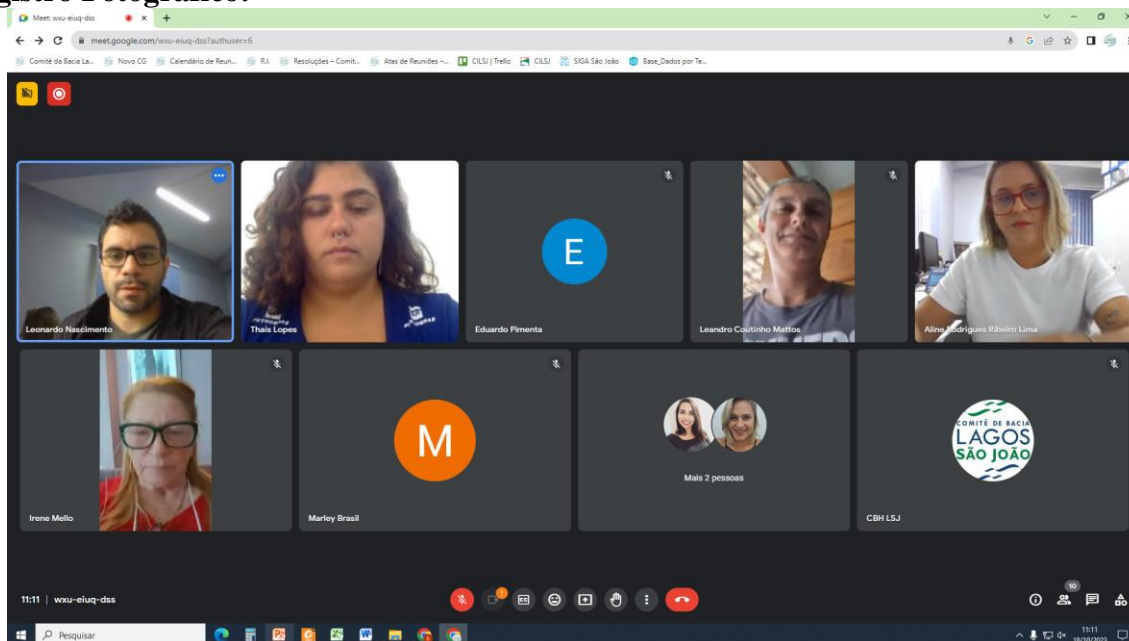 gistro Fotográfico:
Meet: wxu-eiuq-dss
meet.google.com/wxu-eiuq-dss?authuser=6
Comitê da Bacia La... Novo CG Calendário de Reun... R.I. Resoluções – Comit... Atas de Reuniões –... CILSJ | Trello CILSJ SIGA São João Base_Dados por Te...
Leonardo Nascimento
Thais Lopes
E
Eduardo Pimenta
Leandro Coutinho Mattos
Aline Rodrigues Ribeiro Lima
Irene Mello
M
Marley Brasil
Mais 2 pessoas
COMITÊ DE BACIA
LAGOS
SÃO JOÃO
CBH LSJ
11:11 | wxu-eiuq-dss
10
Pesquisar
11:11